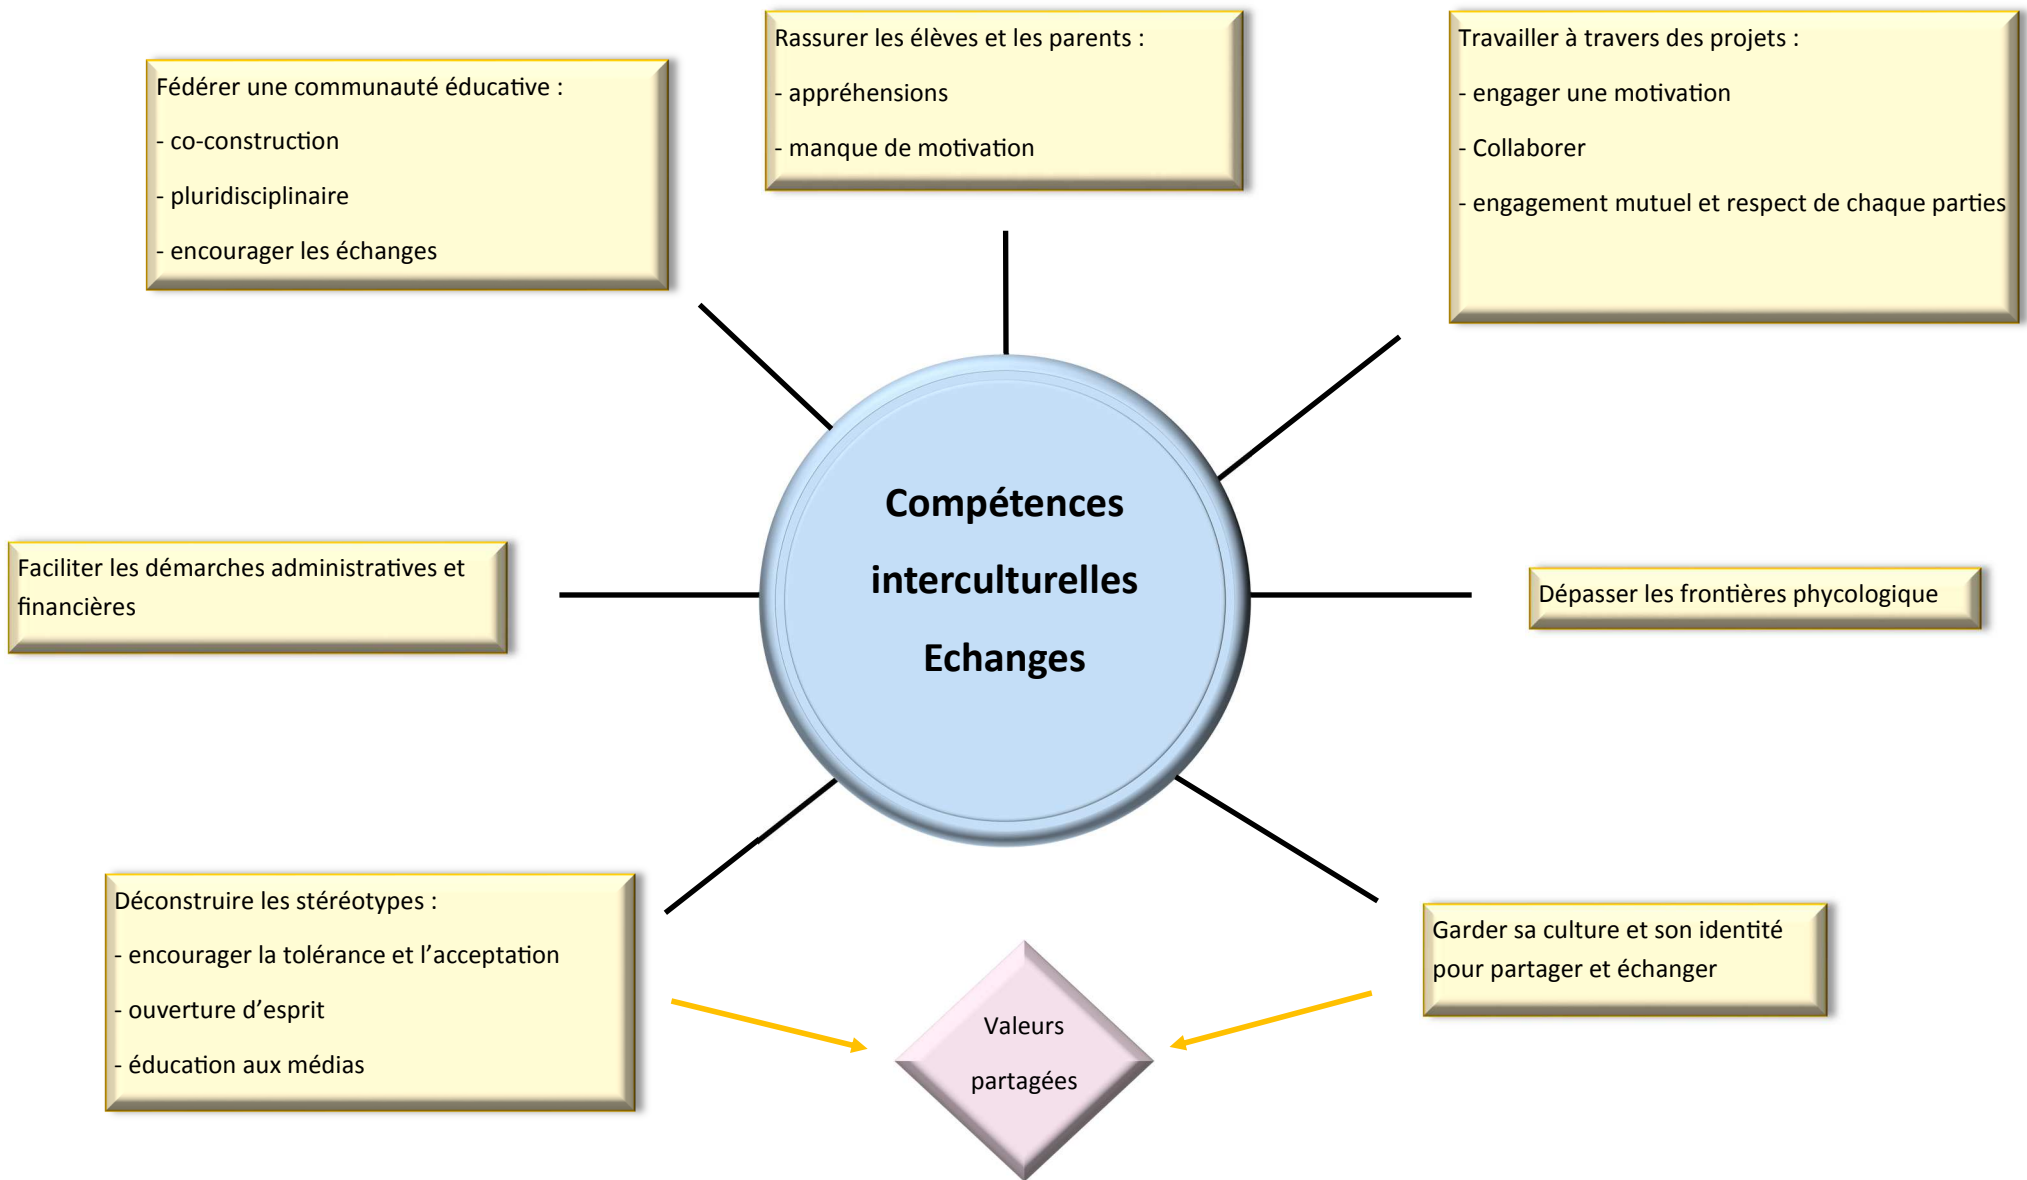 Rassurer les élèves et les parents :
- appréhensions
- manque de motivation
Travailler à travers des projets :
- engager une motivation
- Collaborer
- engagement mutuel et respect de chaque parties
Fédérer une communauté éducative :
- co-construction
- pluridisciplinaire
- encourager les échanges
Compétences
interculturelles
Echanges
Faciliter les démarches administratives et
financières
Dépasser les frontières phycologique
Déconstruire les stéréotypes :
- encourager la tolérance et l’acceptation
- ouverture d’esprit
- éducation aux médias
Garder sa culture et son identité
pour partager et échanger
Valeurs
partagées